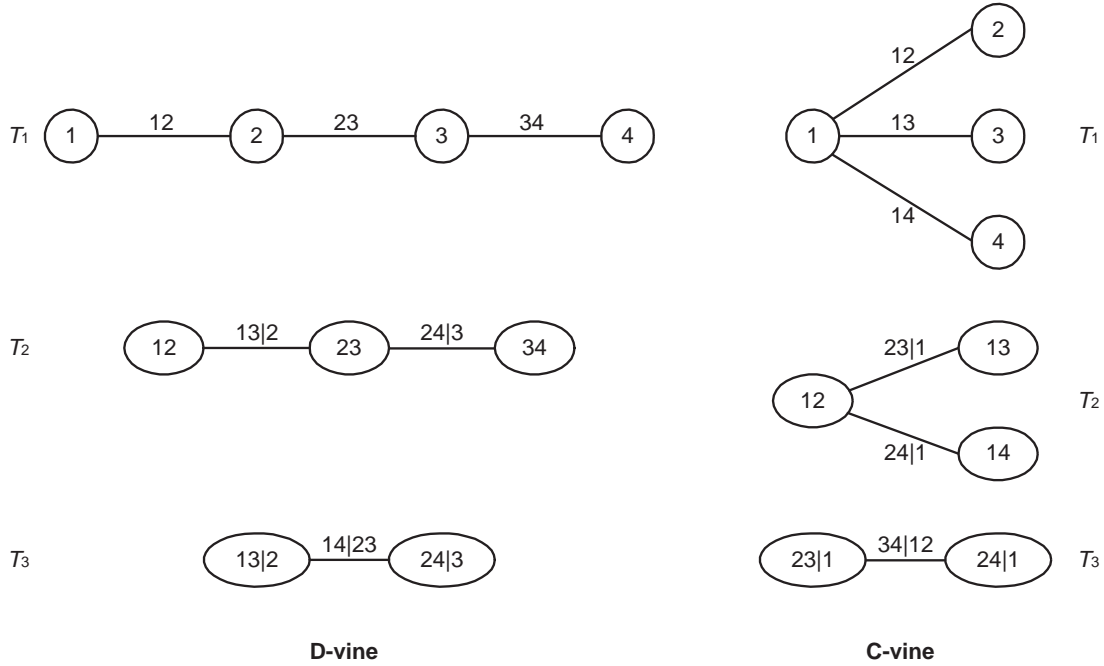 2
12
T1 1 12 2 23 3 34 4
1 13 3 T1
14
4
T2 12 13|2 23 24|3 34
23|1 13
12 T2
24|1 14
T3 13|2 14|23 24|3
23|1 34|12 24|1 T3
D-vine
C-vine